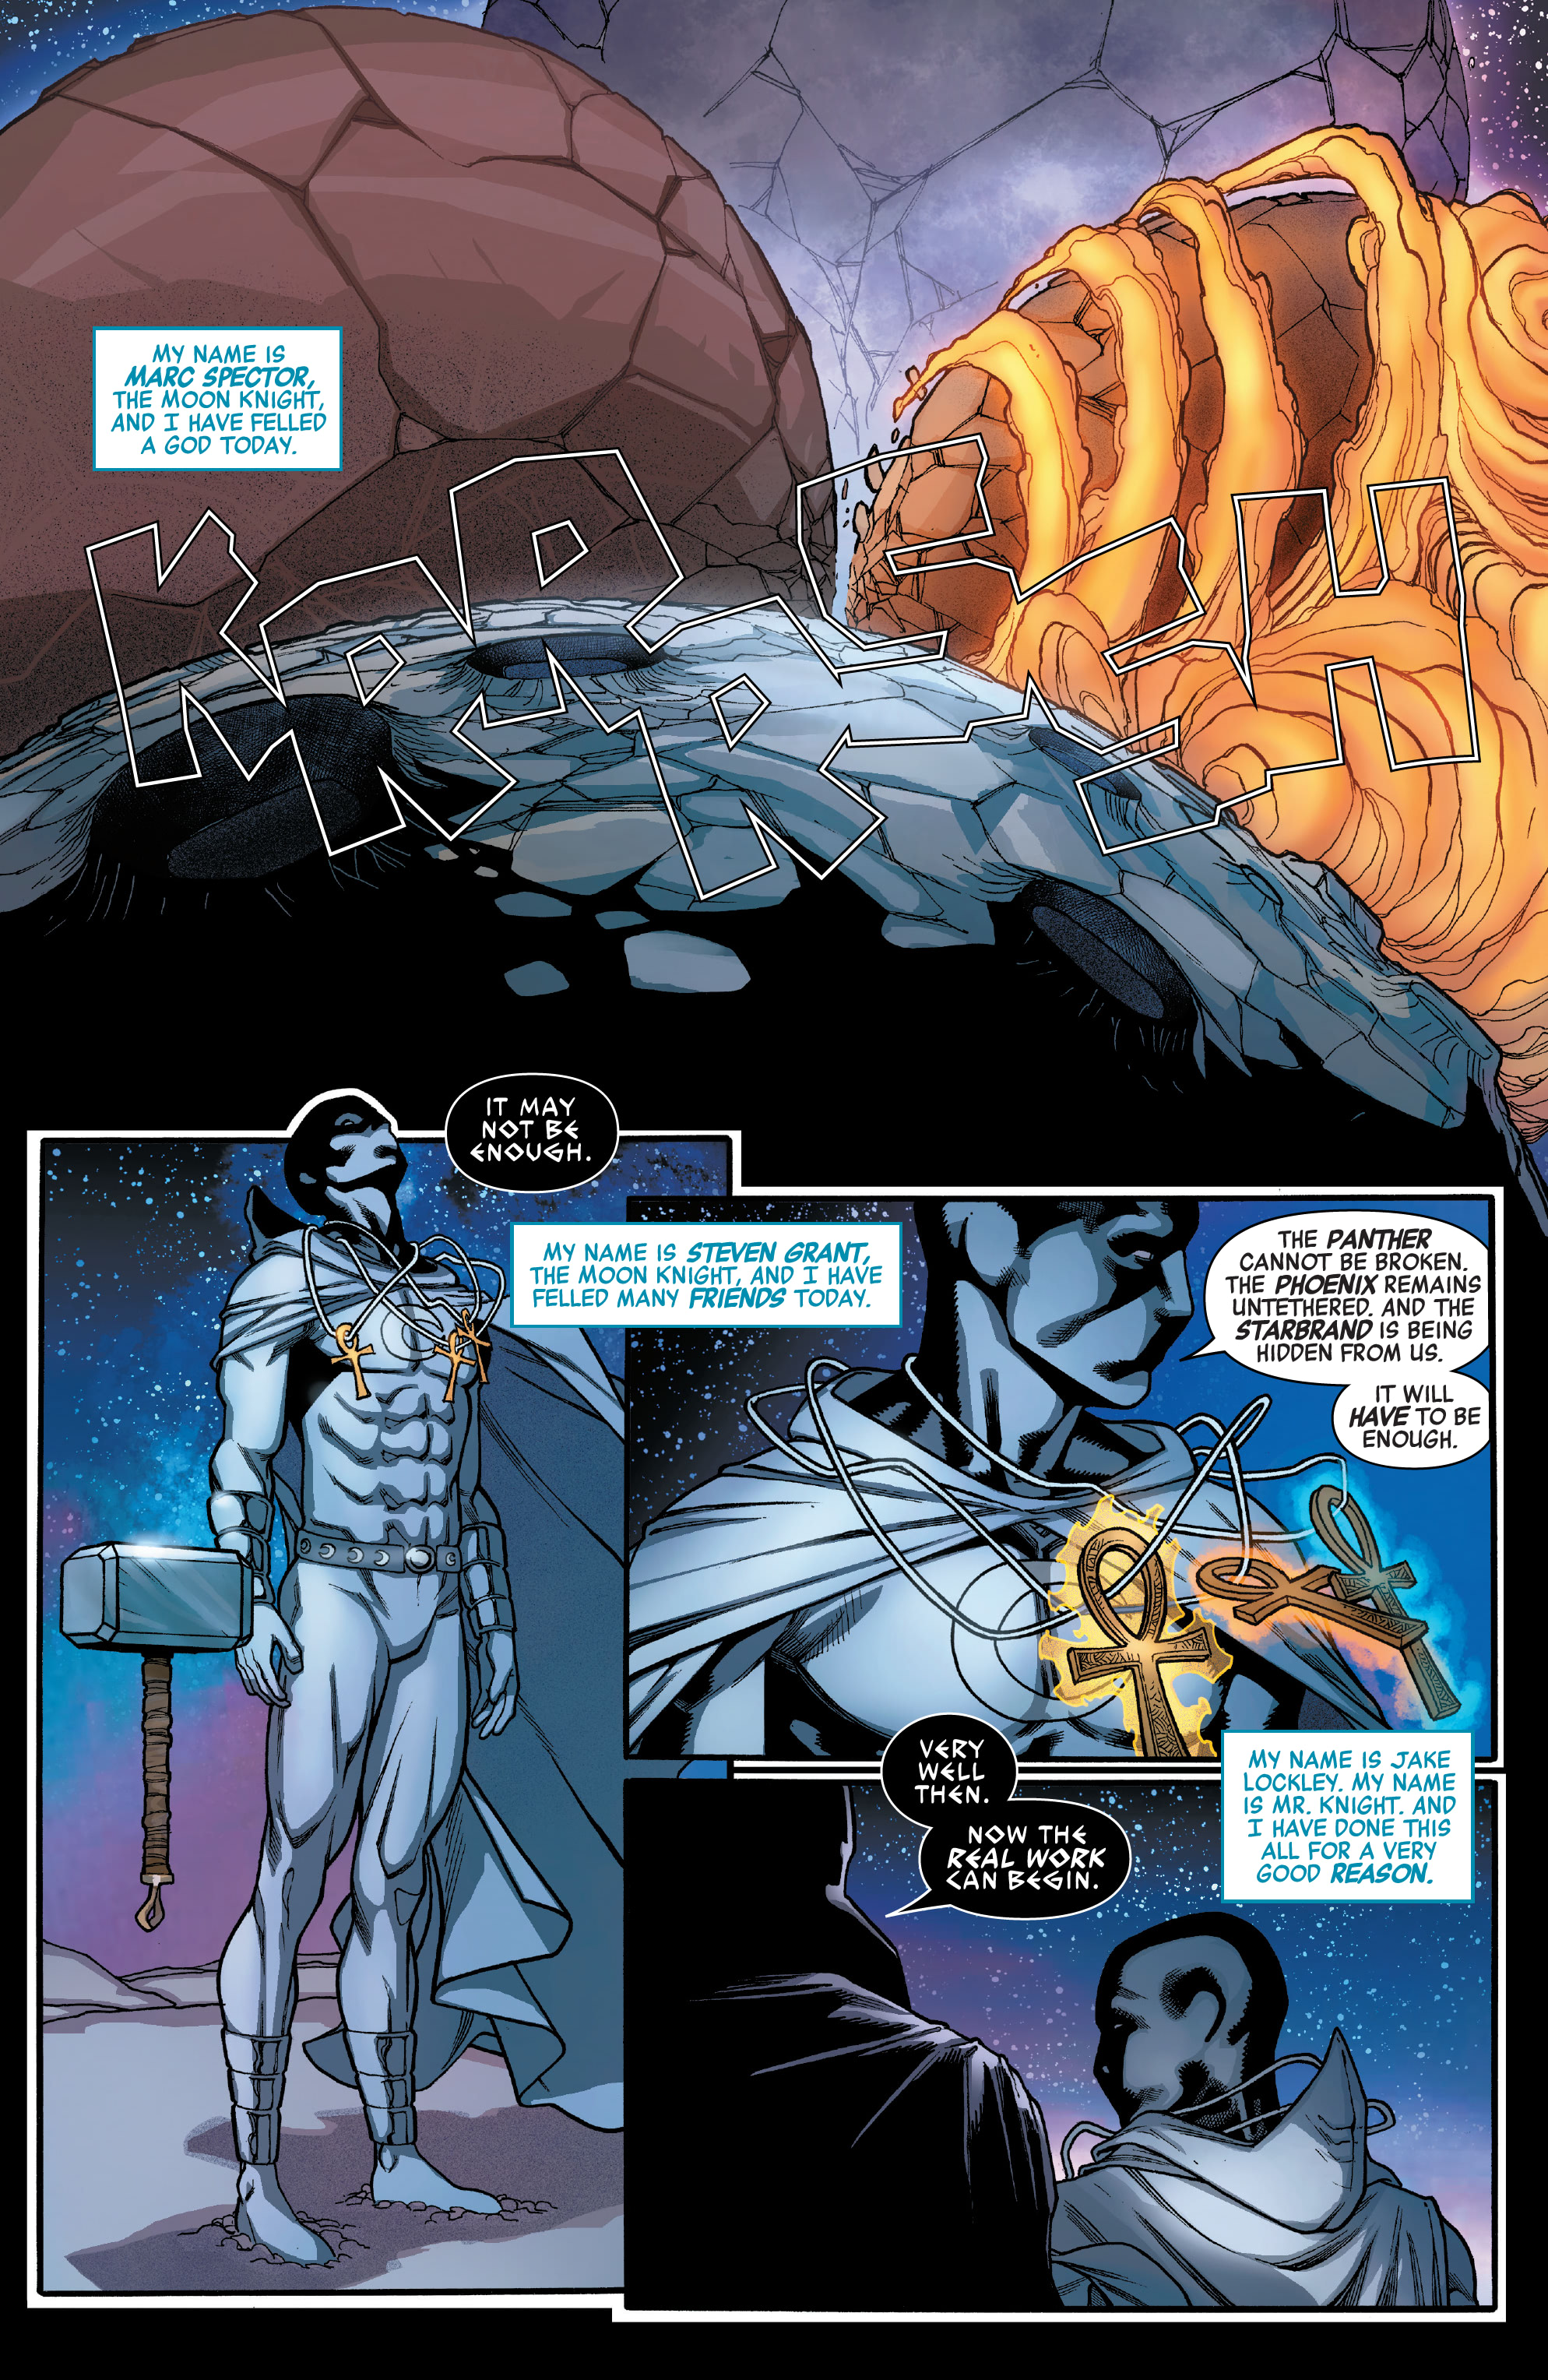 MY NAME IS
MARC SPECTOR,
THE MOON KNIGHT,
AND I HAVE FELLED
A GOD TODAY.
KRRASH
IT MAY
NOT BE
ENOUGH.
MY NAME IS STEVEN GRANT,
THE MOON KNIGHT, AND I HAVE
FELLED MANY FRIENDS TODAY.
THE PANTHER
CANNOT BE BROKEN.
THE PHOENIX REMAINS
UNTETHERED. AND THE
STARBRAND IS BEING
HIDDEN FROM US.
IT WILL
HAVE TO BE
ENOUGH.
VERY
WELL
THEN.
NOW THE
REAL WORK
CAN BEGIN.
MY NAME IS JAKE
LOCKLEY. MY NAME
IS MR. KNIGHT. AND
I HAVE DONE THIS
ALL FOR A VERY
GOOD REASON.